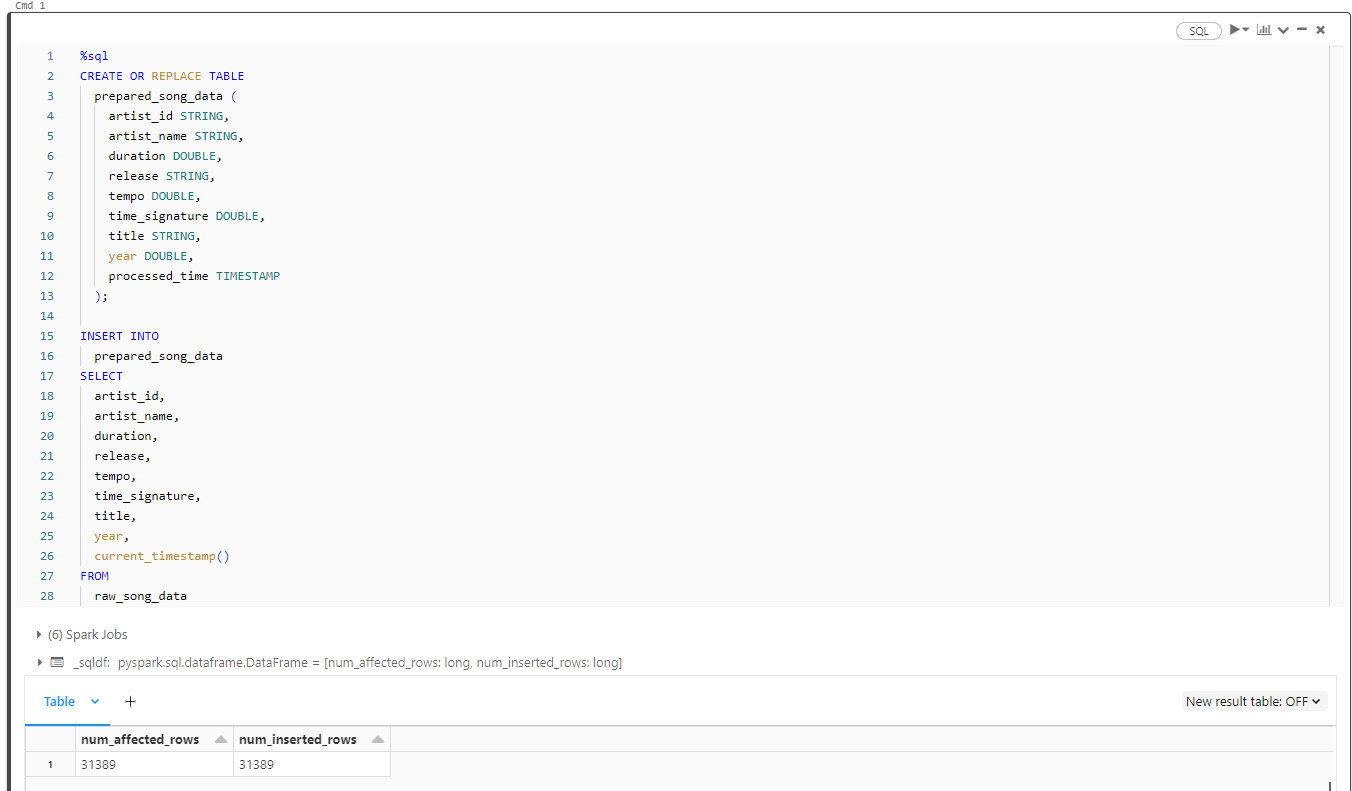 Cmd 1
SQL
1 %sql
2 CREATE OR REPLACE TABLE
3 prepared_song_data (
4 artist_id STRING,
5 artist_name STRING,
6 duration DOUBLE,
7 release STRING,
8 tempo DOUBLE,
9 time_signature DOUBLE,
10 title STRING,
11 year DOUBLE,
12 processed_time TIMESTAMP
13 );
14
15 INSERT INTO
16 prepared_song_data
17 SELECT
18 artist_id,
19 artist_name,
20 duration,
21 release,
22 tempo,
23 time_signature,
24 title,
25 year,
26 current_timestamp()
27 FROM
28 raw_song_data
(6) Spark Jobs
_sqldf: pyspark.sql.dataframe.DataFrame = [num_affected_rows: long, num_inserted_rows: long]
Table + New result table: OFF
num_affected_rows num_inserted_rows
1 31389 31389